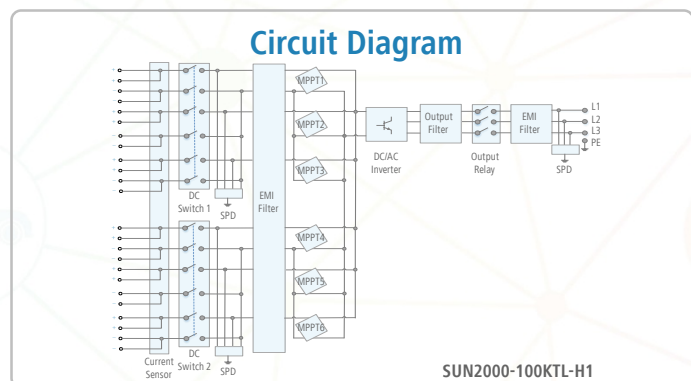 Circuit Diagram
MPPT1
MPPT2
MPPT3
MPPT4
MPPT5
MPPT6
DC
Switch 1
SPD
EMI
Filter
DC/AC
Inverter
Output
Filter
Output
Relay
EMI
Filter
L1
L2
L3
PE
SPD
Current
Sensor
DC
Switch 2
SPD
SUN2000-100KTL-H1